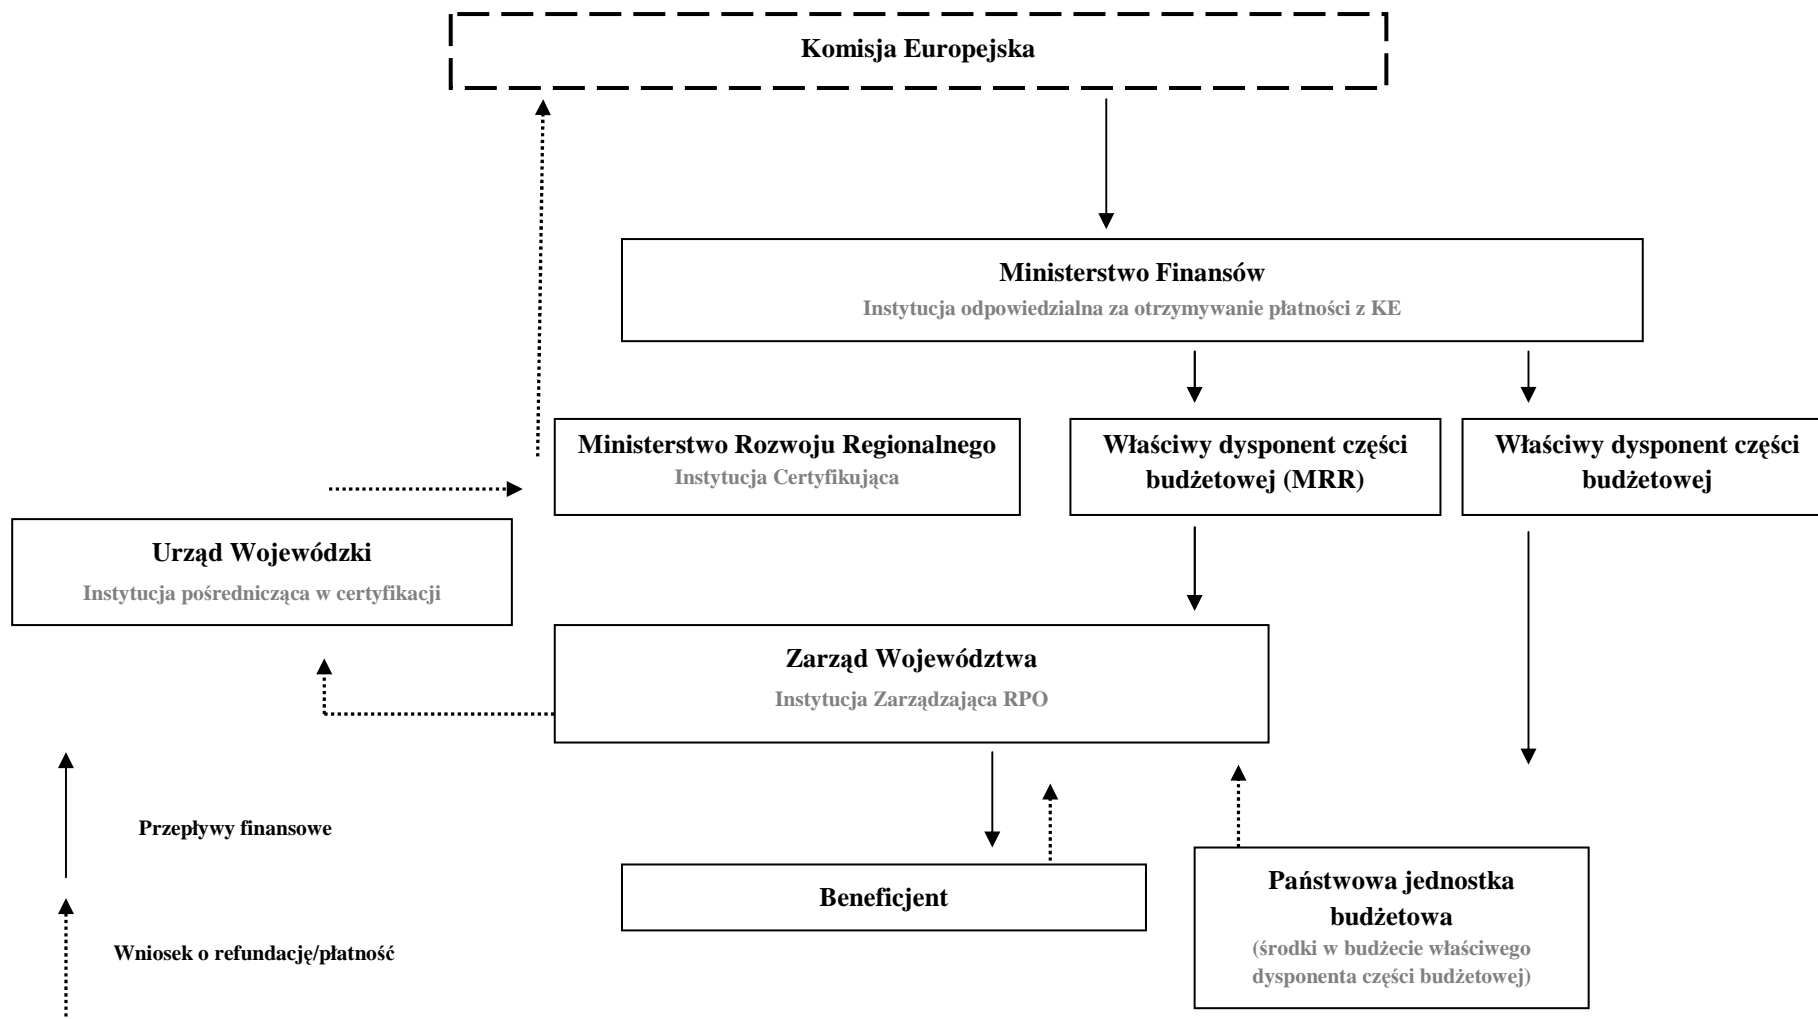 Komisja Europejska
Ministerstwo Finansów
Instytucja odpowiedzialna za otrzymywanie płatności z KE
Ministerstwo Rozwoju Regionalnego
Instytucja Certyfikująca
Właściwy dysponent części
budżetowej (MRR)
Właściwy dysponent części
budżetowej
Urząd Wojewódzki
Instytucja pośrednicząca w certyfikacji
Zarząd Województwa
Instytucja Zarządzająca RPO
Przepływy finansowe
Wniosek o refundację/płatność
Beneficjent
Państwowa jednostka
budżetowa
(środki w budżecie właściwego
dysponenta części budżetowej)